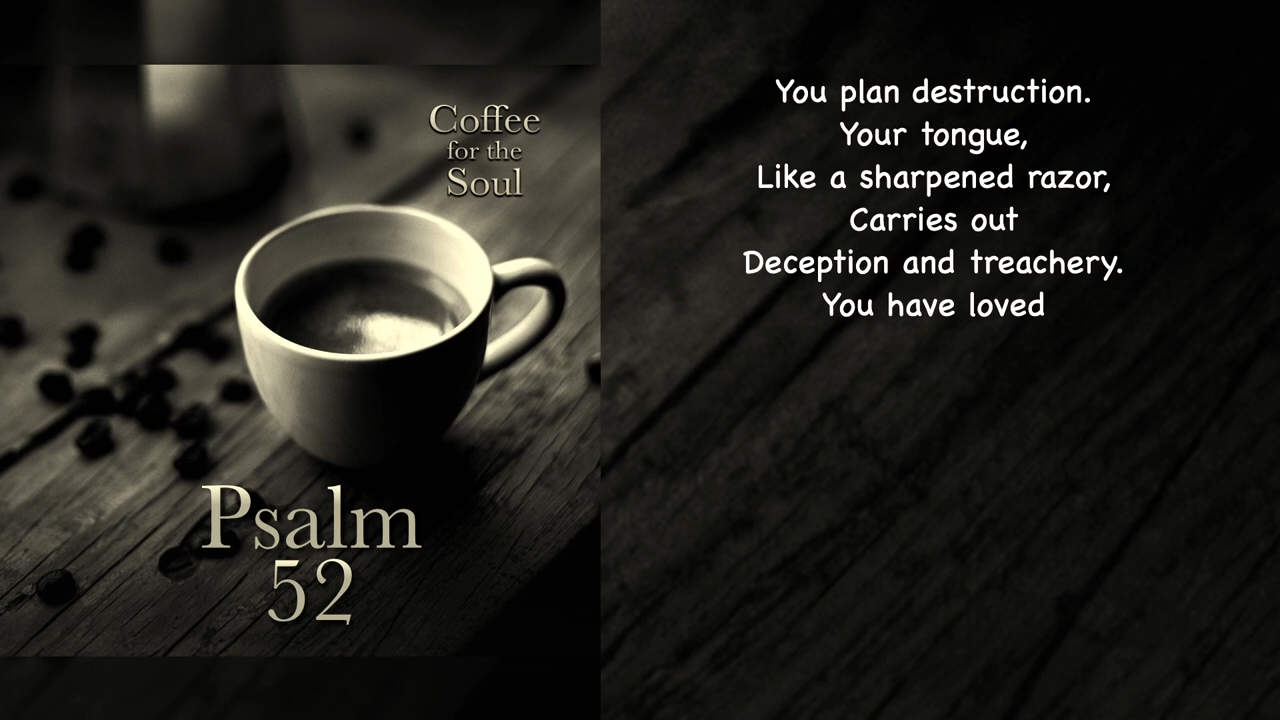 Coffee
for the
Soul
Psalm
52
You plan destruction.
Your tongue,
Like a sharpened razor,
Carries out
Deception and treachery.
You have loved